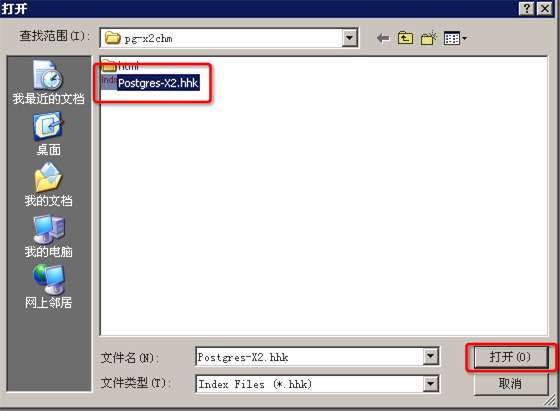 打开
查找范围(I):
pg-x2chm
html
Postgres-X2.hhk
我最近的文档
桌面
我的文档
我的电脑
网上邻居
文件名(N):
Postgres-X2.hhk
打开(O)
文件类型(T):
Index Files (*.hhk)
取消